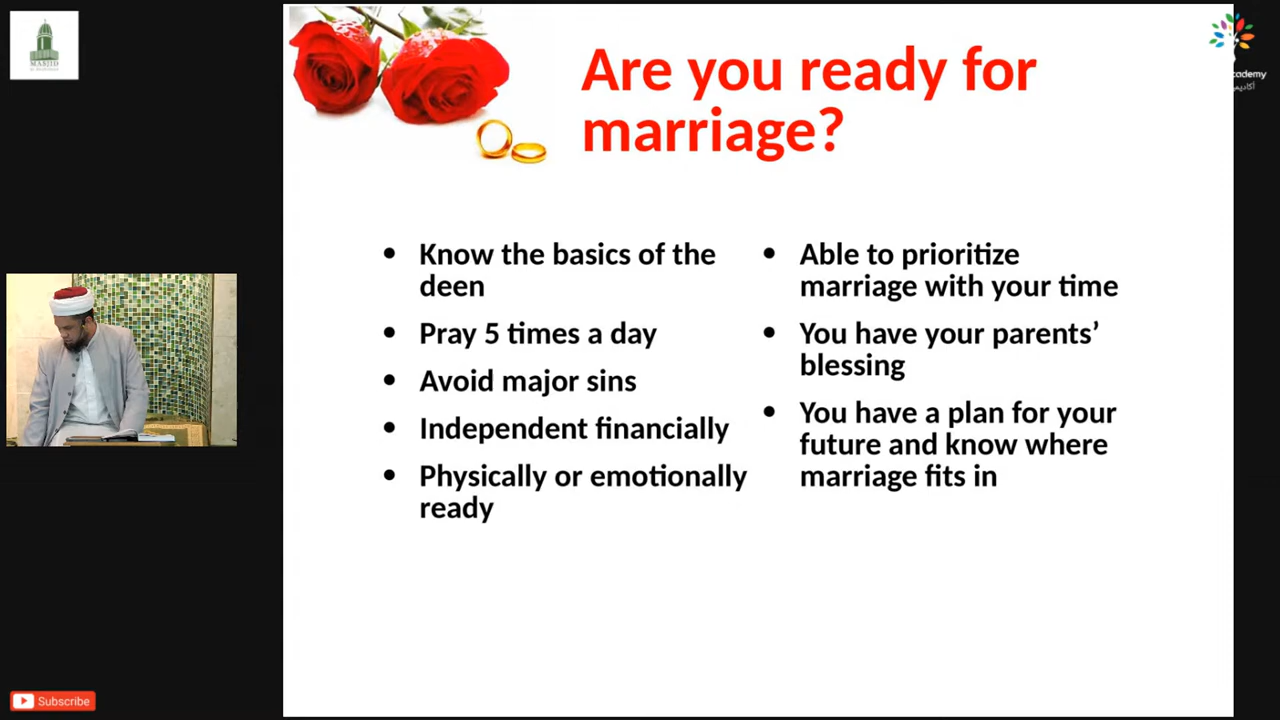 MASJID
Are you ready for
marriage?
cademy
• Know the basics of the
deen
• Pray 5 times a day
• Avoid major sins
• Independent financially
• Physically or emotionally
ready
• Able to prioritize
marriage with your time
• You have your parents’
blessing
• You have a plan for your
future and know where
marriage fits in
Subscribe